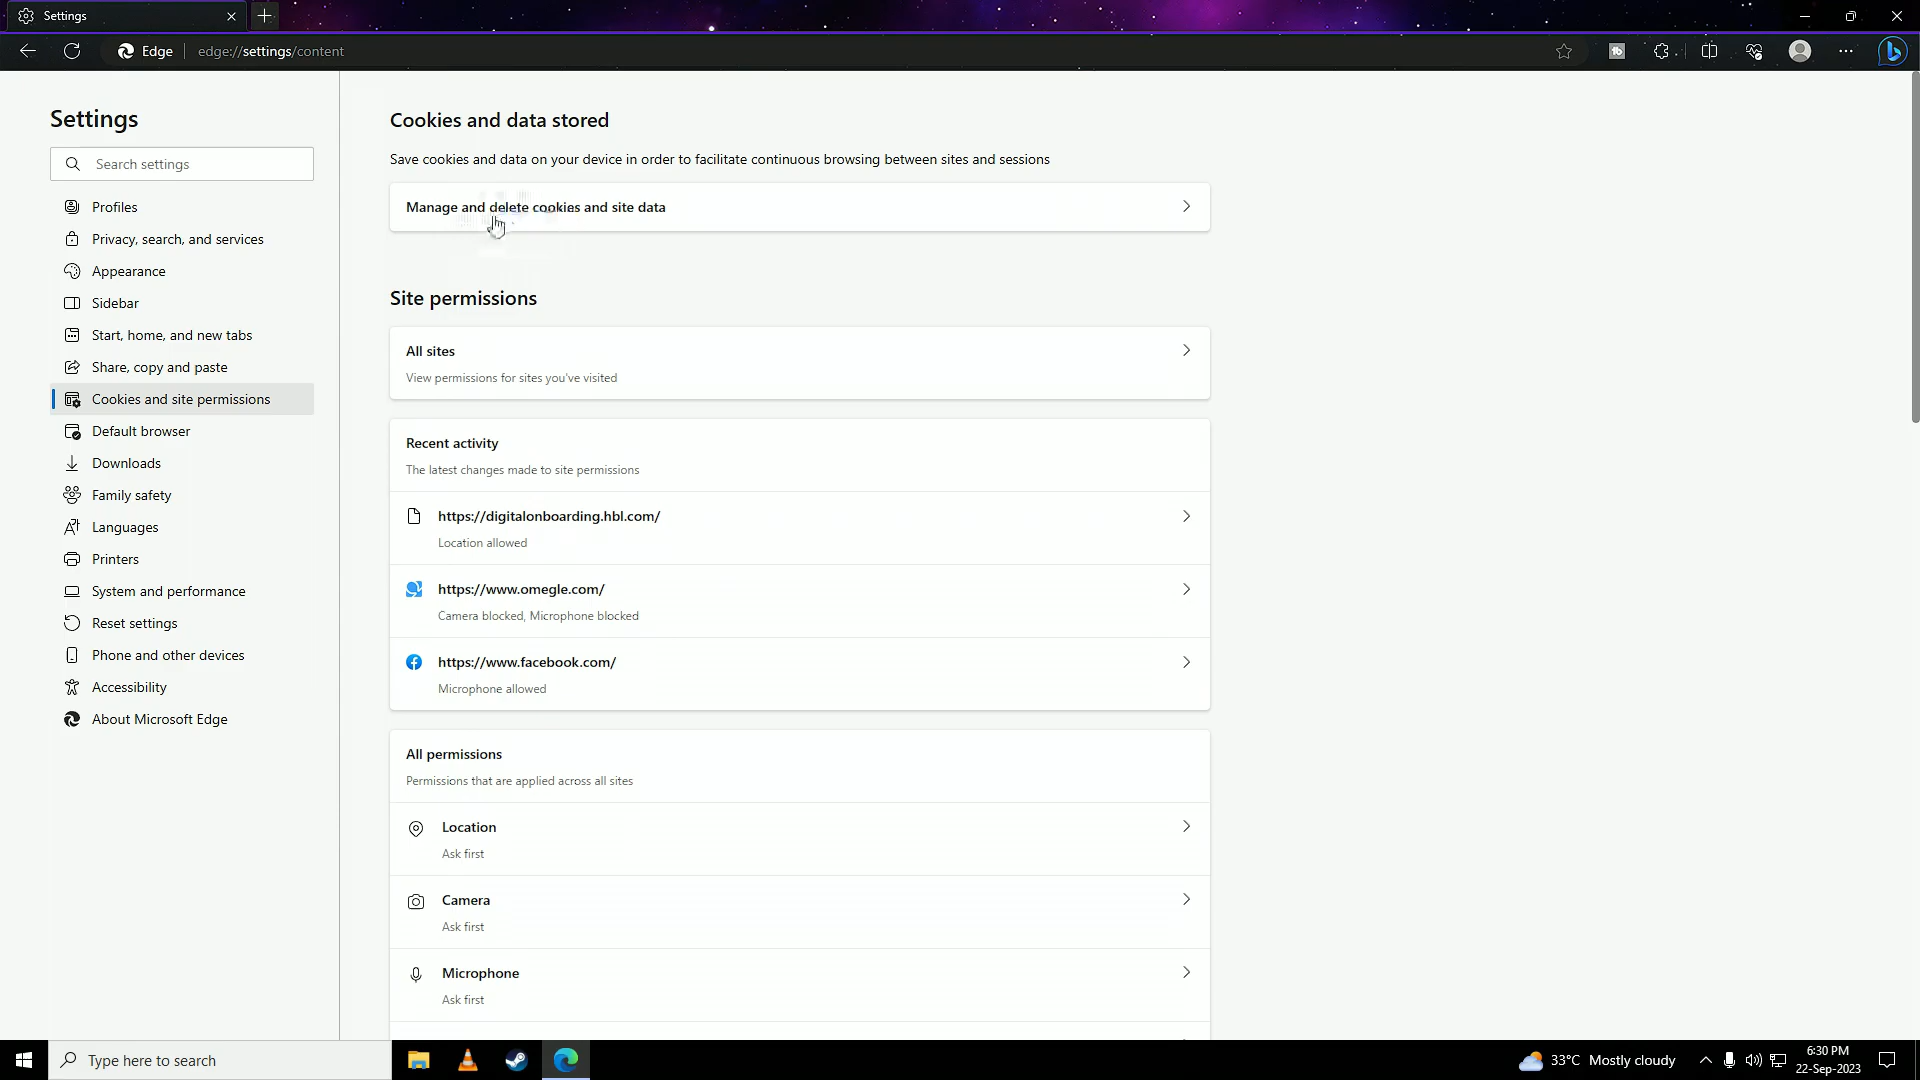 Settings
Edge
edge://settings/content
Settings
Search settings
Profiles
Privacy, search, and services
Appearance
Sidebar
Start, home, and new tabs
Share, copy and paste
Cookies and site permissions
Default browser
Downloads
Family safety
Languages
Printers
System and performance
Reset settings
Phone and other devices
Accessibility
About Microsoft Edge
Cookies and data stored
Save cookies and data on your device in order to facilitate continuous browsing between sites and sessions
Manage and delete cookies and site data
Site permissions
All sites
View permissions for sites you've visited
Recent activity
The latest changes made to site permissions
https://digitalonboarding.hbl.com/
Location allowed
https://www.omegle.com/
Camera blocked, Microphone blocked
https://www.facebook.com/
Microphone allowed
All permissions
Permissions that are applied across all sites
Location
Ask first
Camera
Ask first
Microphone
Ask first
Type here to search
33°C Mostly cloudy
6:30 PM
22-Sep-2023